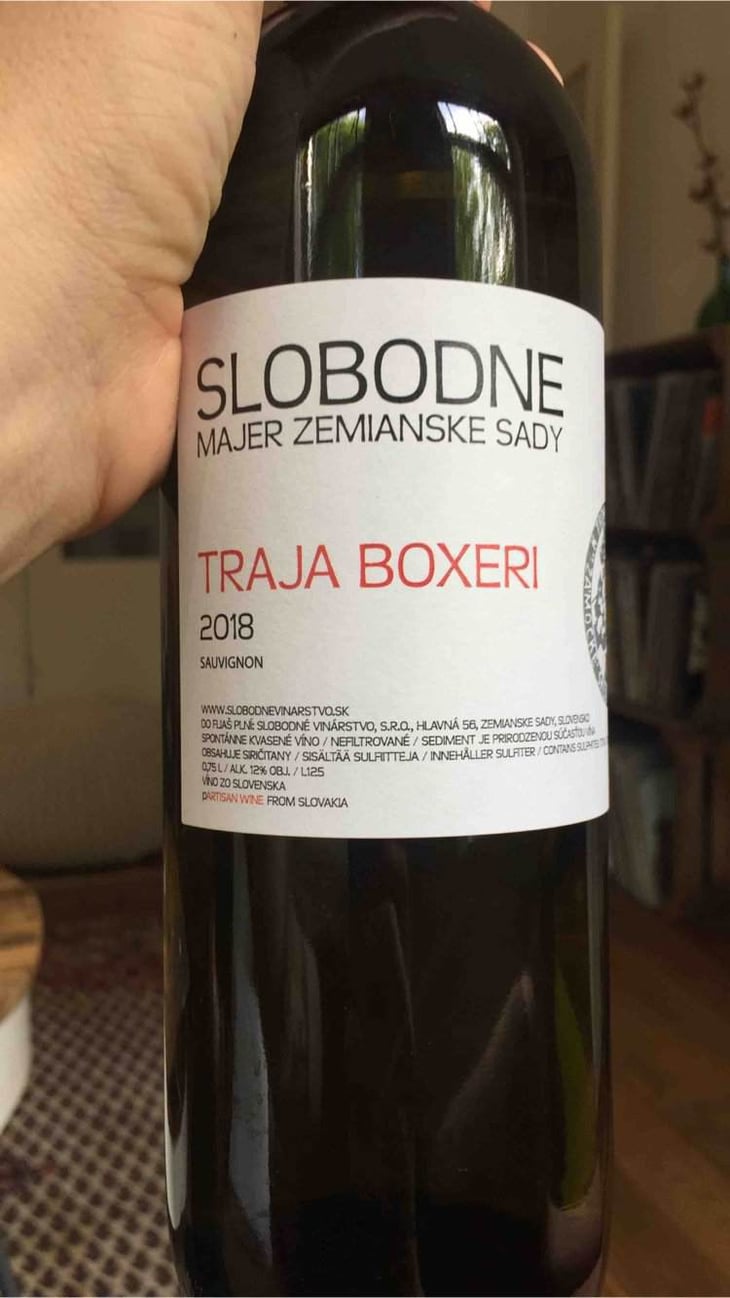 SLOBODNE
MAJER ZEMIANSKE SADY
TRAJA BOXERI
2018
SAUVIGNON
WWW.SLOBODNEVINARSTVO.SK
DO FLIAŠ PLNÍ: SLOBODNÉ VINÁRSTVO, S.R.O., HLAVNÁ 56, ZEMIANSKE SADY, SLOVENSKO
SPONTÁNNE KVASENÉ VÍNO / NEFILTROVANÉ / SEDIMENT JE PRIRODZENOU SÚČASŤOU VÍNA
OBSAHUJE SIRIČITANY / SISÄLTÄÄ SULFIITTEJA / INNEHÅLLER SULFITER / CONTAINS SULPHITES
0,75 L / ALK. 12% OBJ. / L125
VÍNO ZO SLOVENSKA
pARTISAN WINE FROM SLOVAKIA